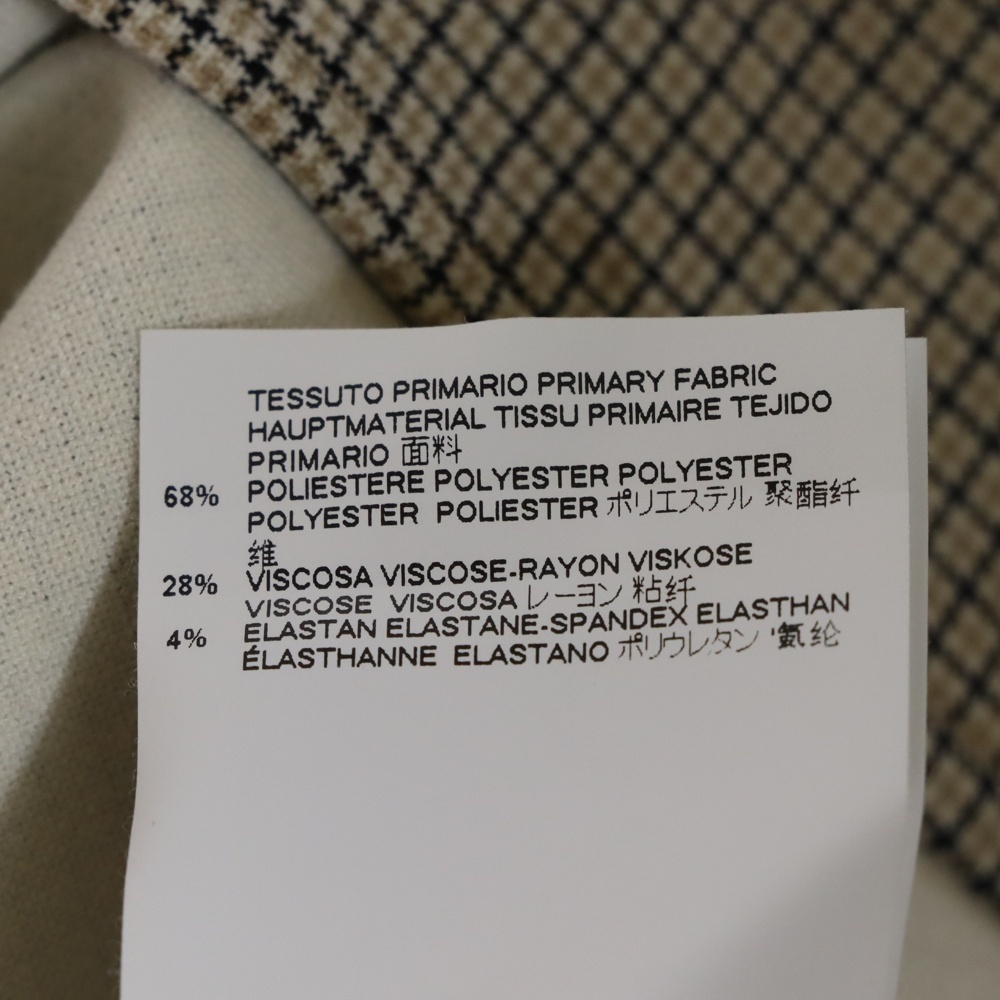 TESSUTO PRIMARIO PRIMARY FABRIC
HAUPTMATERIAL TISSU PRIMAIRE TEJIDO
PRIMARIO 面料
68% POLIESTERE POLYESTER POLYESTER
POLYESTER POLIESTER ポリエステル 聚酯纤
维
28% VISCOSA VISCOSE-RAYON VISKOSE
VISCOSE VISCOSA レーヨン 粘纤
4% ELASTAN ELASTANE-SPANDEX ELASTHAN
ÉLASTHANNE ELASTANO ポリウレタン 氨纶